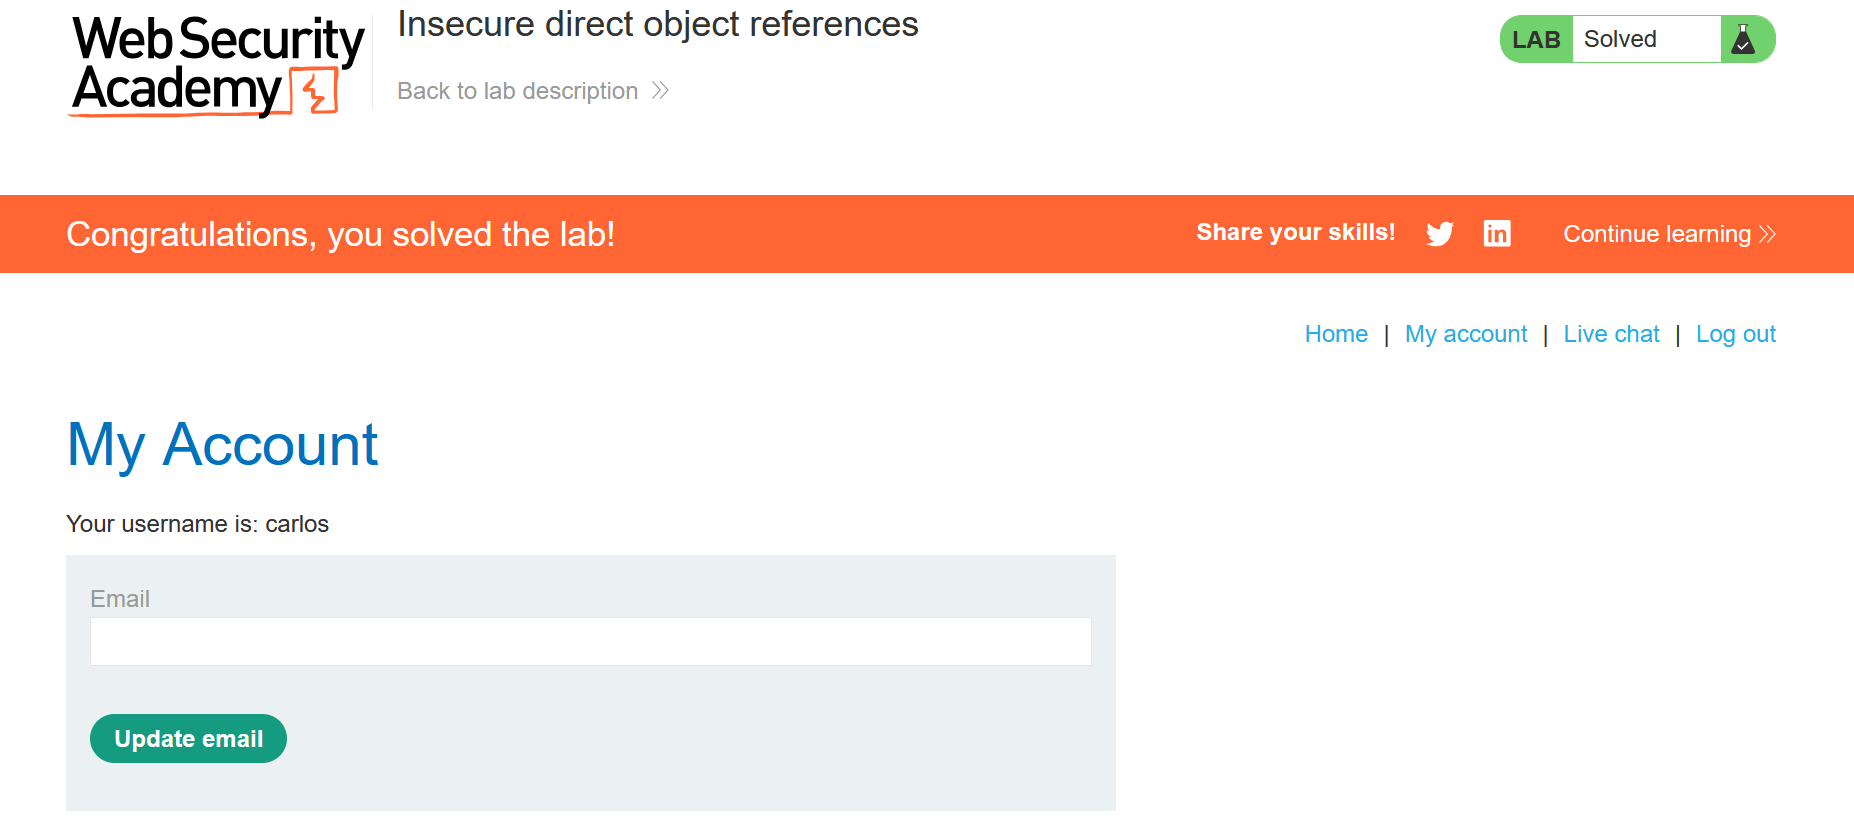 Web Security
Academy
Insecure direct object references
Back to lab description
LAB Solved
Congratulations, you solved the lab!
Share your skills!
Continue learning
Home | My account | Live chat | Log out
My Account
Your username is: carlos
Email
Update email